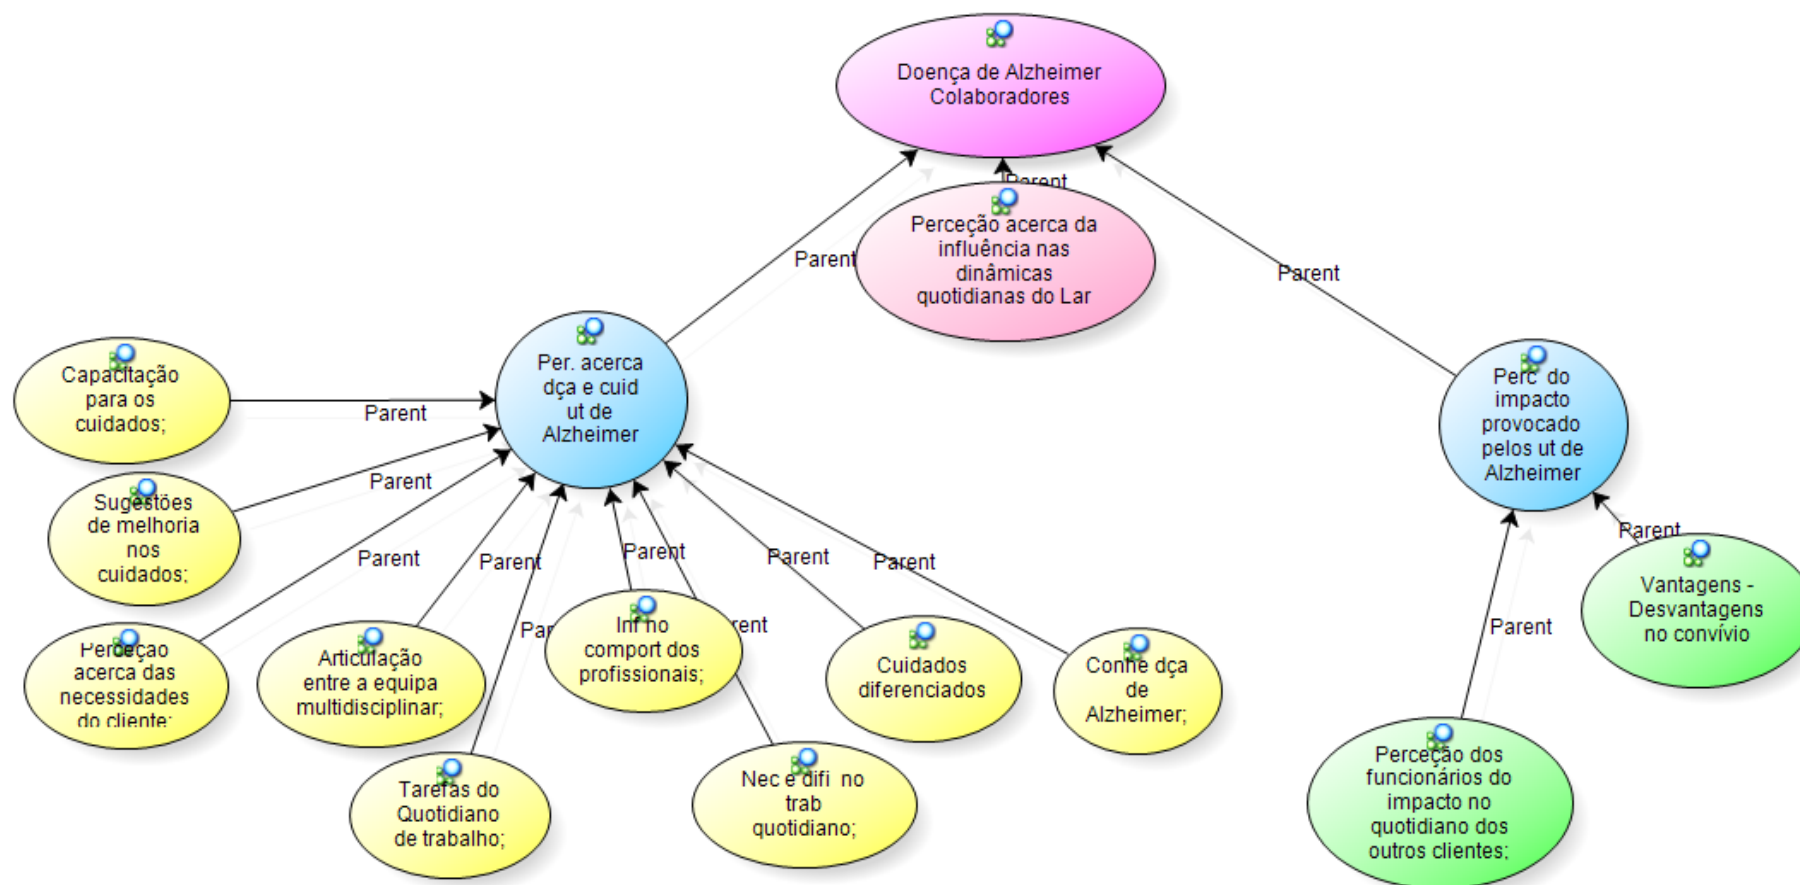 Doença de Alzheimer
Colaboradores
Parent
Perceção acerca da
influência nas
dinâmicas
quotidianas do Lar
Parent
Parent
Per. acerca
dça e cuid
ut de
Alzheimer
Perc do
impacto
provocado
pelos ut de
Alzheimer
Capacitação
para os
cuidados;
Parent
Sugestões
de melhoria
nos
cuidados;
Parent
Perceção
acerca das
necessidades
do cliente;
Parent
Articulação
entre a equipa
multidisciplinar;
Parent
Tarefas do
Quotidiano
de trabalho;
Par
Inf no
comport dos
profissionais;
Parent
Nec e difi no
trab
quotidiano;
rent
Cuidados
diferenciados
Parent
Conhe dça
de
Alzheimer;
Parent
Vantagens -
Desvantagens
no convívio
Parent
Perceção dos
funcionários do
impacto no
quotidiano dos
outros clientes;
Parent